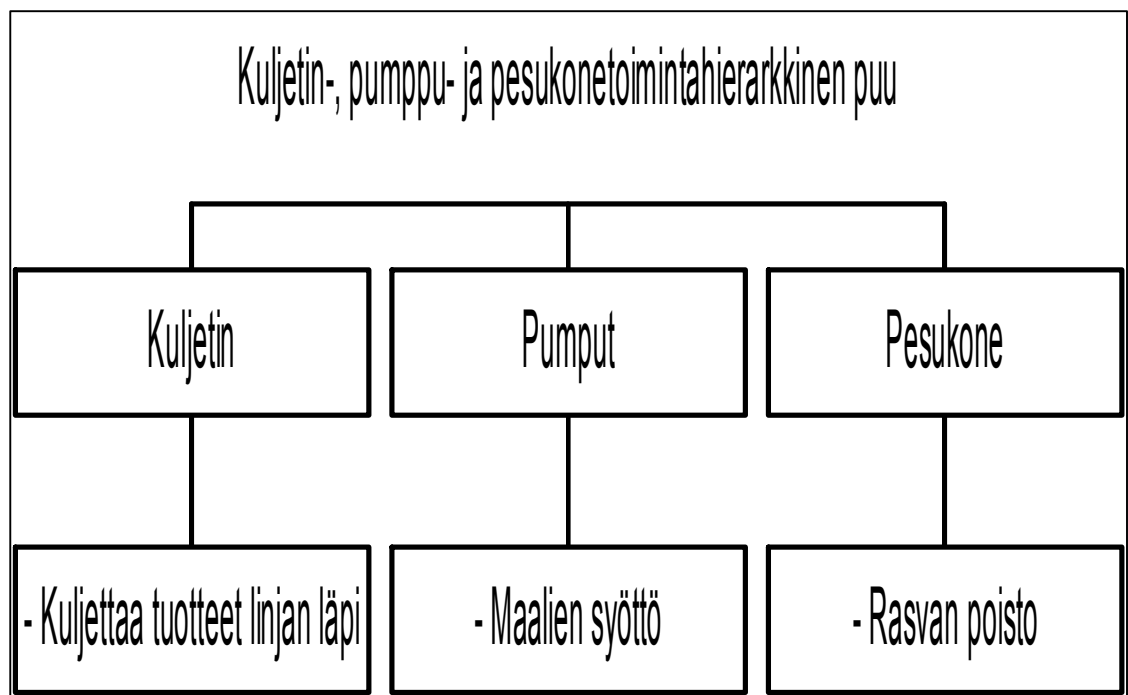 Kuljetin-, pumppu- ja pesukonetoimintahierarkkinen puu
Kuljetin
Pumput
Pesukone
- Kuljettaa tuotteet linjan läpi
- Maalien syöttö
- Rasvan poisto